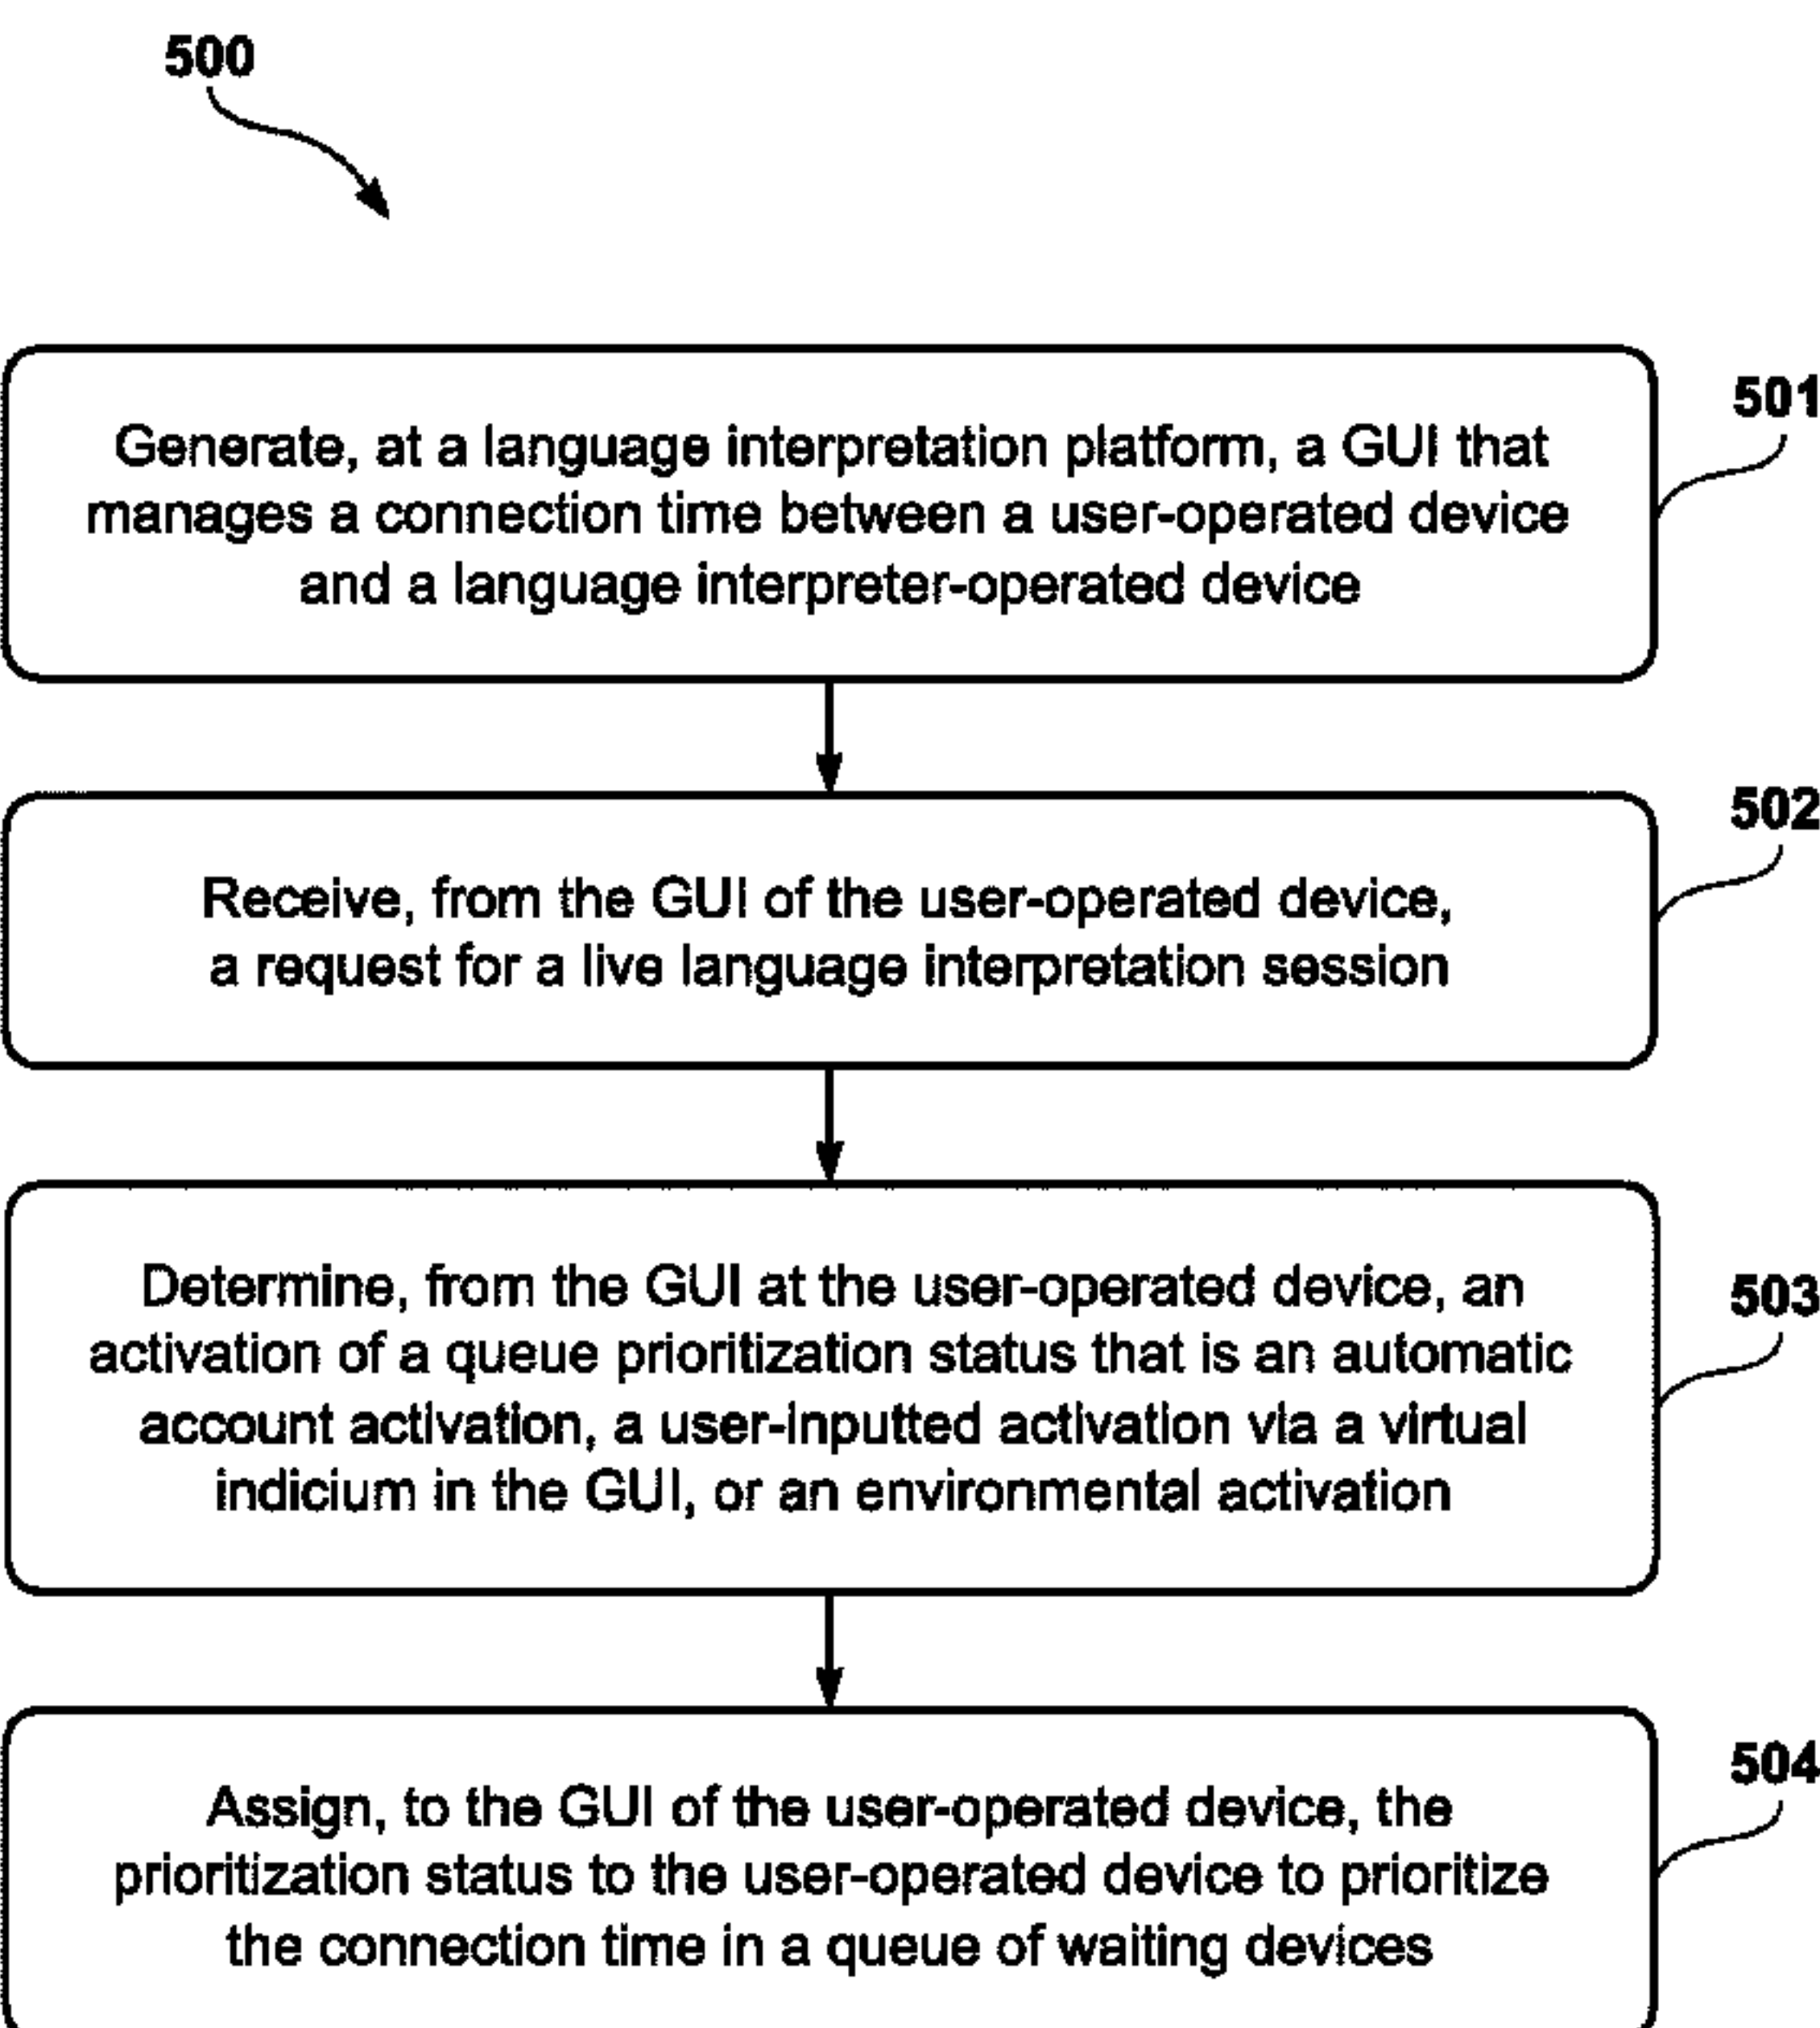 500
Generate, at a language interpretation platform, a GUI that
manages a connection time between a user-operated device
and a language interpreter-operated device
501
Receive, from the GUI of the user-operated device,
a request for a live language interpretation session
502
Determine, from the GUI at the user-operated device, an
activation of a queue prioritization status that is an automatic
account activation, a user-inputted activation via a virtual
indicium in the GUI, or an environmental activation
503
Assign, to the GUI of the user-operated device, the
prioritization status to the user-operated device to prioritize
the connection time in a queue of waiting devices
504